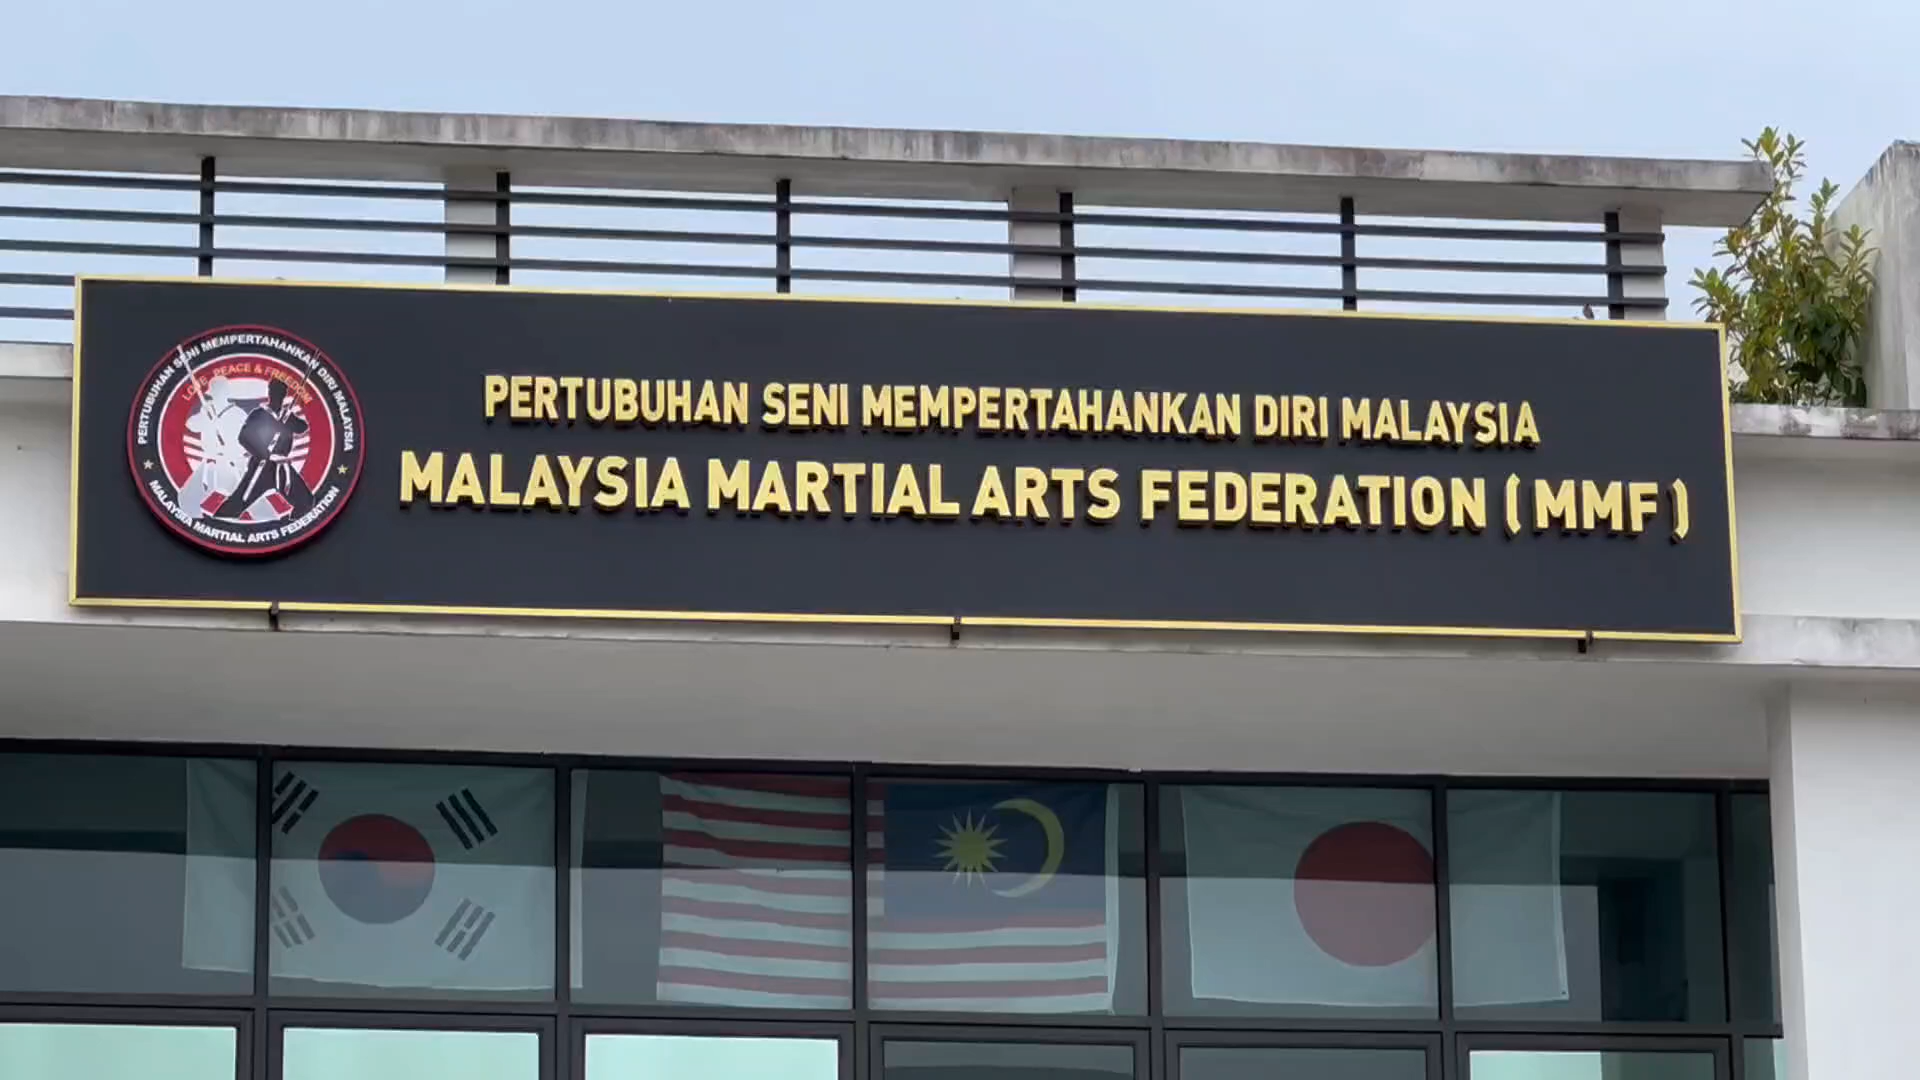 PERTUBUHAN SENI MEMPERTAHANKAN DIRI MALAYSIA
LOVE, PEACE & FREEDOM
MALAYSIA MARTIAL ARTS FEDERATION
PERTUBUHAN SENI MEMPERTAHANKAN DIRI MALAYSIA
MALAYSIA MARTIAL ARTS FEDERATION (MMF)